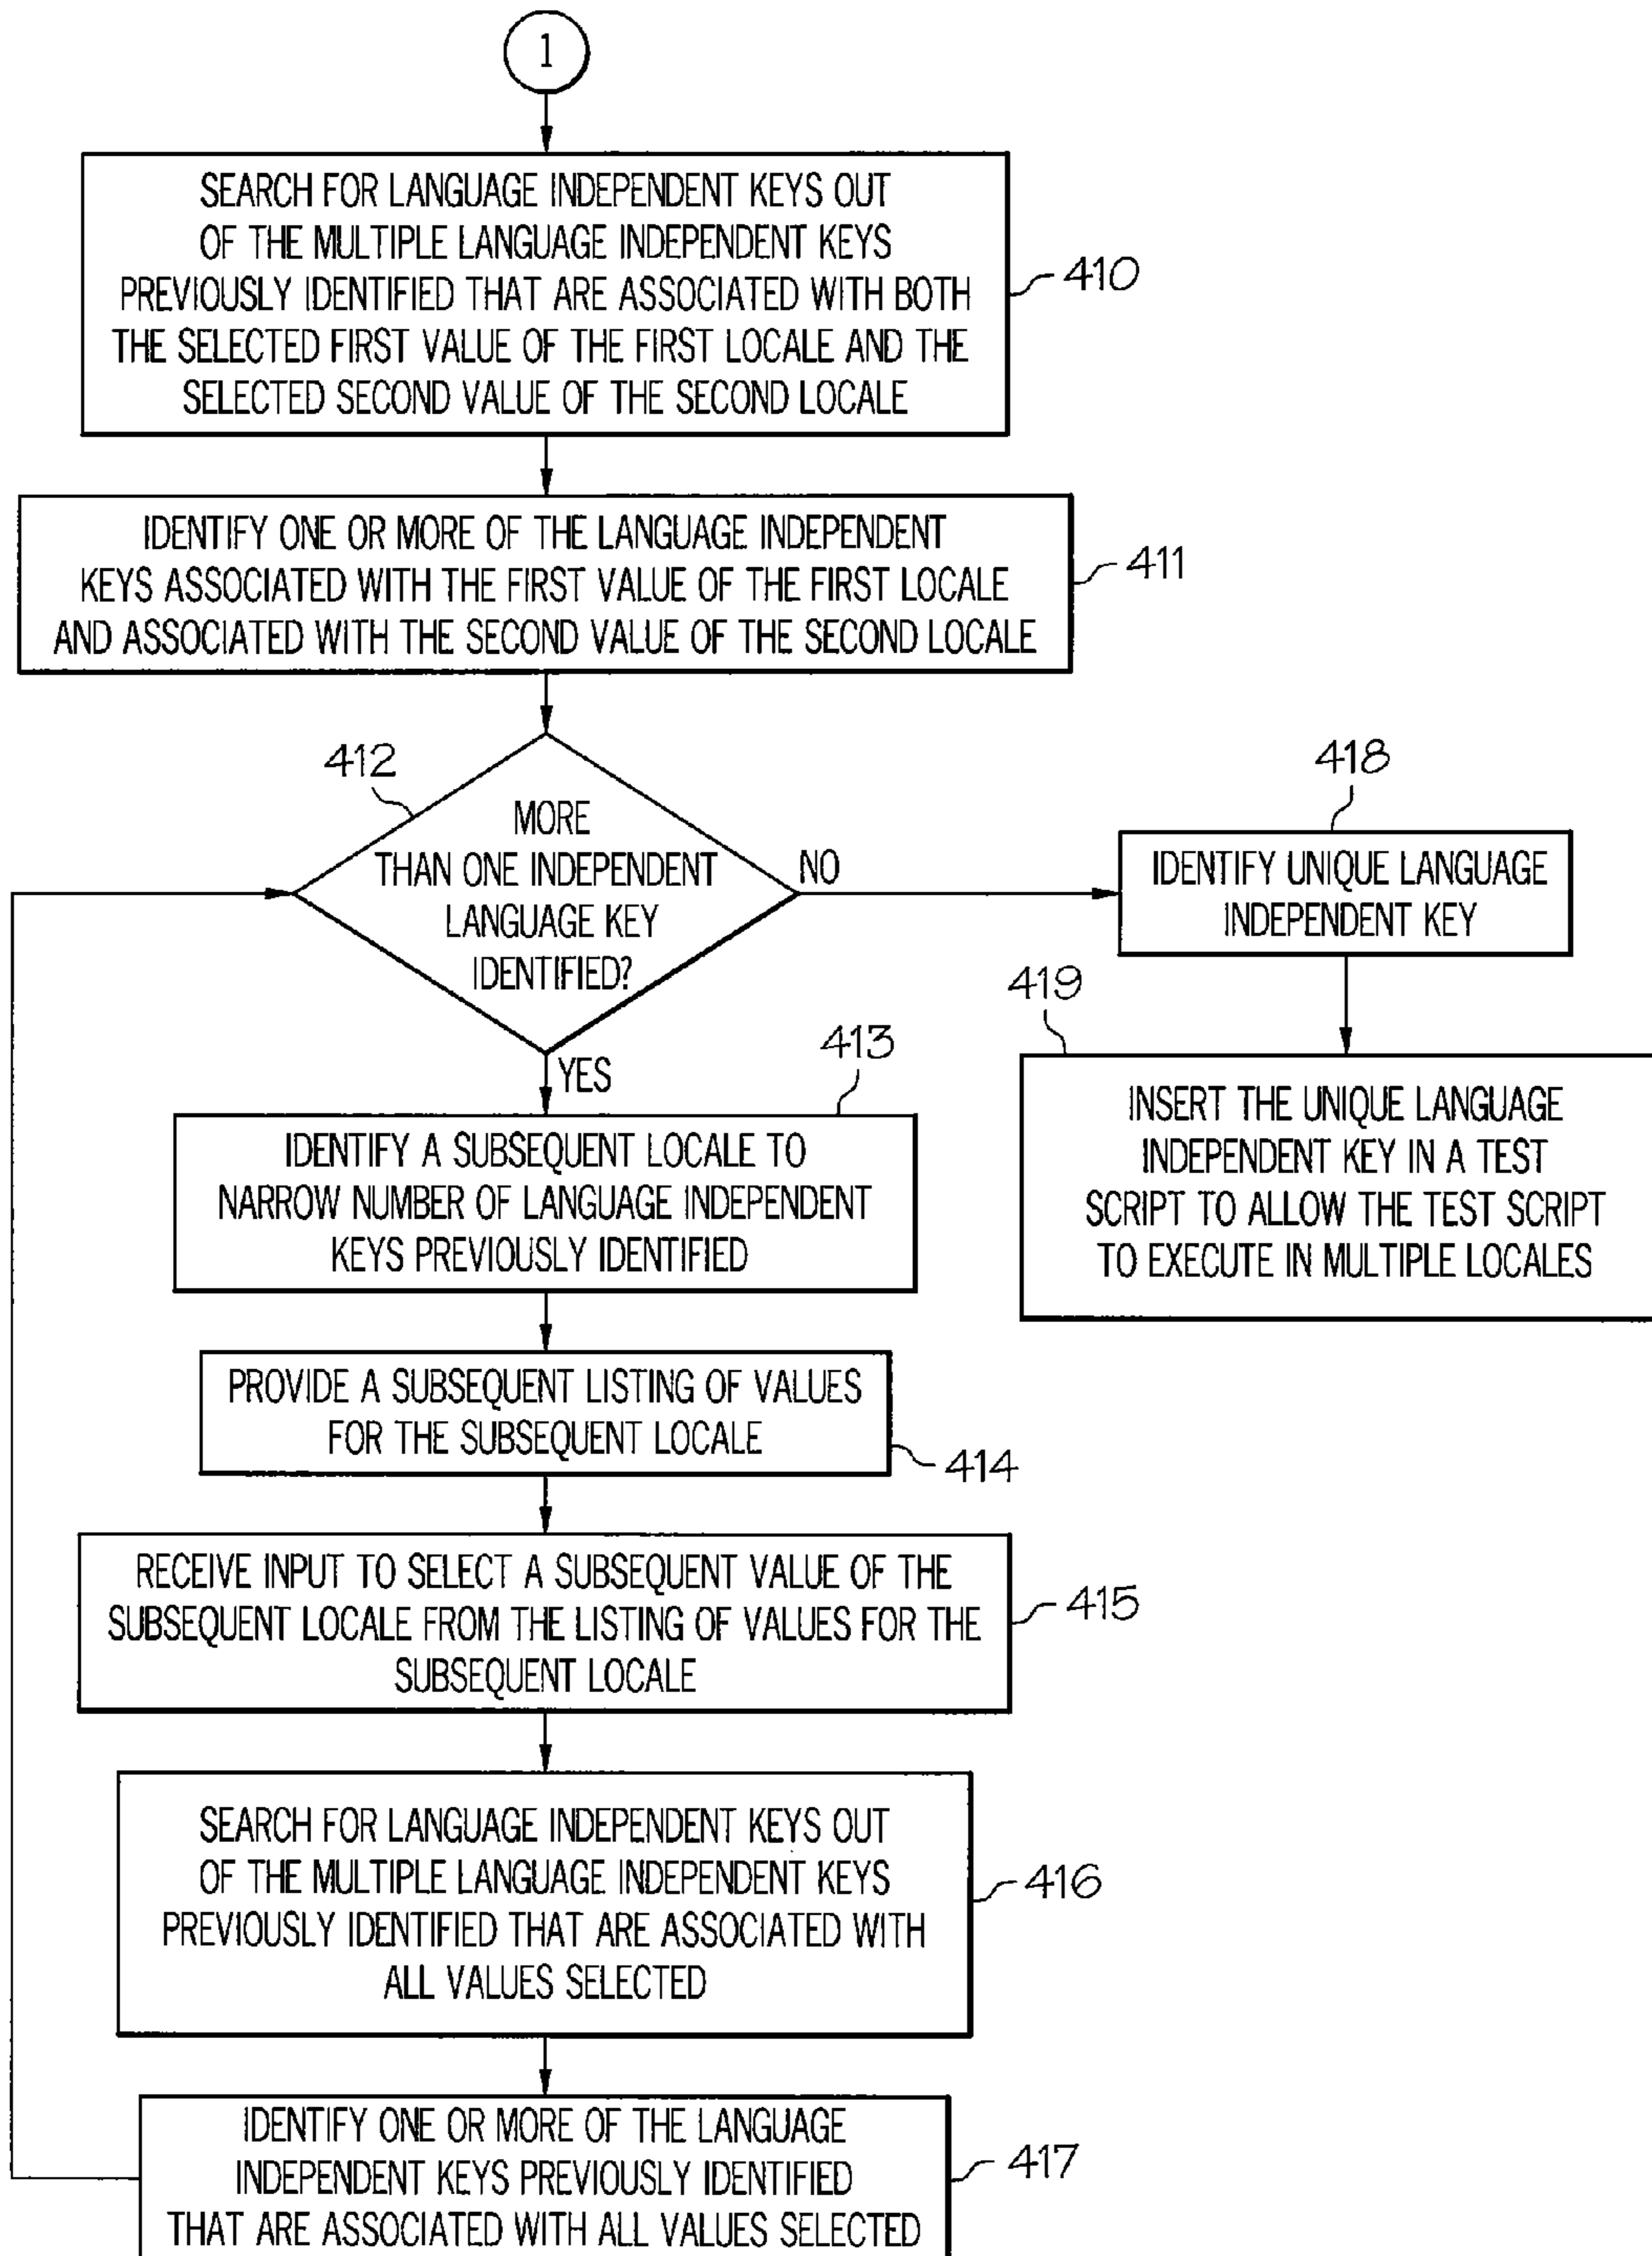 1
SEARCH FOR LANGUAGE INDEPENDENT KEYS OUT
OF THE MULTIPLE LANGUAGE INDEPENDENT KEYS
PREVIOUSLY IDENTIFIED THAT ARE ASSOCIATED WITH BOTH
THE SELECTED FIRST VALUE OF THE FIRST LOCALE AND THE
SELECTED SECOND VALUE OF THE SECOND LOCALE
410
IDENTIFY ONE OR MORE OF THE LANGUAGE INDEPENDENT
KEYS ASSOCIATED WITH THE FIRST VALUE OF THE FIRST LOCALE
AND ASSOCIATED WITH THE SECOND VALUE OF THE SECOND LOCALE
411
412
MORE
THAN ONE INDEPENDENT
LANGUAGE KEY
IDENTIFIED?
NO
YES
418
IDENTIFY UNIQUE LANGUAGE
INDEPENDENT KEY
419
INSERT THE UNIQUE LANGUAGE
INDEPENDENT KEY IN A TEST
SCRIPT TO ALLOW THE TEST SCRIPT
TO EXECUTE IN MULTIPLE LOCALES
413
IDENTIFY A SUBSEQUENT LOCALE TO
NARROW NUMBER OF LANGUAGE INDEPENDENT
KEYS PREVIOUSLY IDENTIFIED
PROVIDE A SUBSEQUENT LISTING OF VALUES
FOR THE SUBSEQUENT LOCALE
414
RECEIVE INPUT TO SELECT A SUBSEQUENT VALUE OF THE
SUBSEQUENT LOCALE FROM THE LISTING OF VALUES FOR THE
SUBSEQUENT LOCALE
415
SEARCH FOR LANGUAGE INDEPENDENT KEYS OUT
OF THE MULTIPLE LANGUAGE INDEPENDENT KEYS
PREVIOUSLY IDENTIFIED THAT ARE ASSOCIATED WITH
ALL VALUES SELECTED
416
IDENTIFY ONE OR MORE OF THE LANGUAGE
INDEPENDENT KEYS PREVIOUSLY IDENTIFIED
THAT ARE ASSOCIATED WITH ALL VALUES SELECTED
417